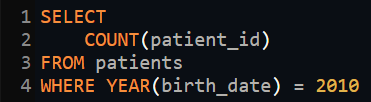 1 SELECT
2 COUNT(patient_id)
3 FROM patients
4 WHERE YEAR(birth_date) = 2010